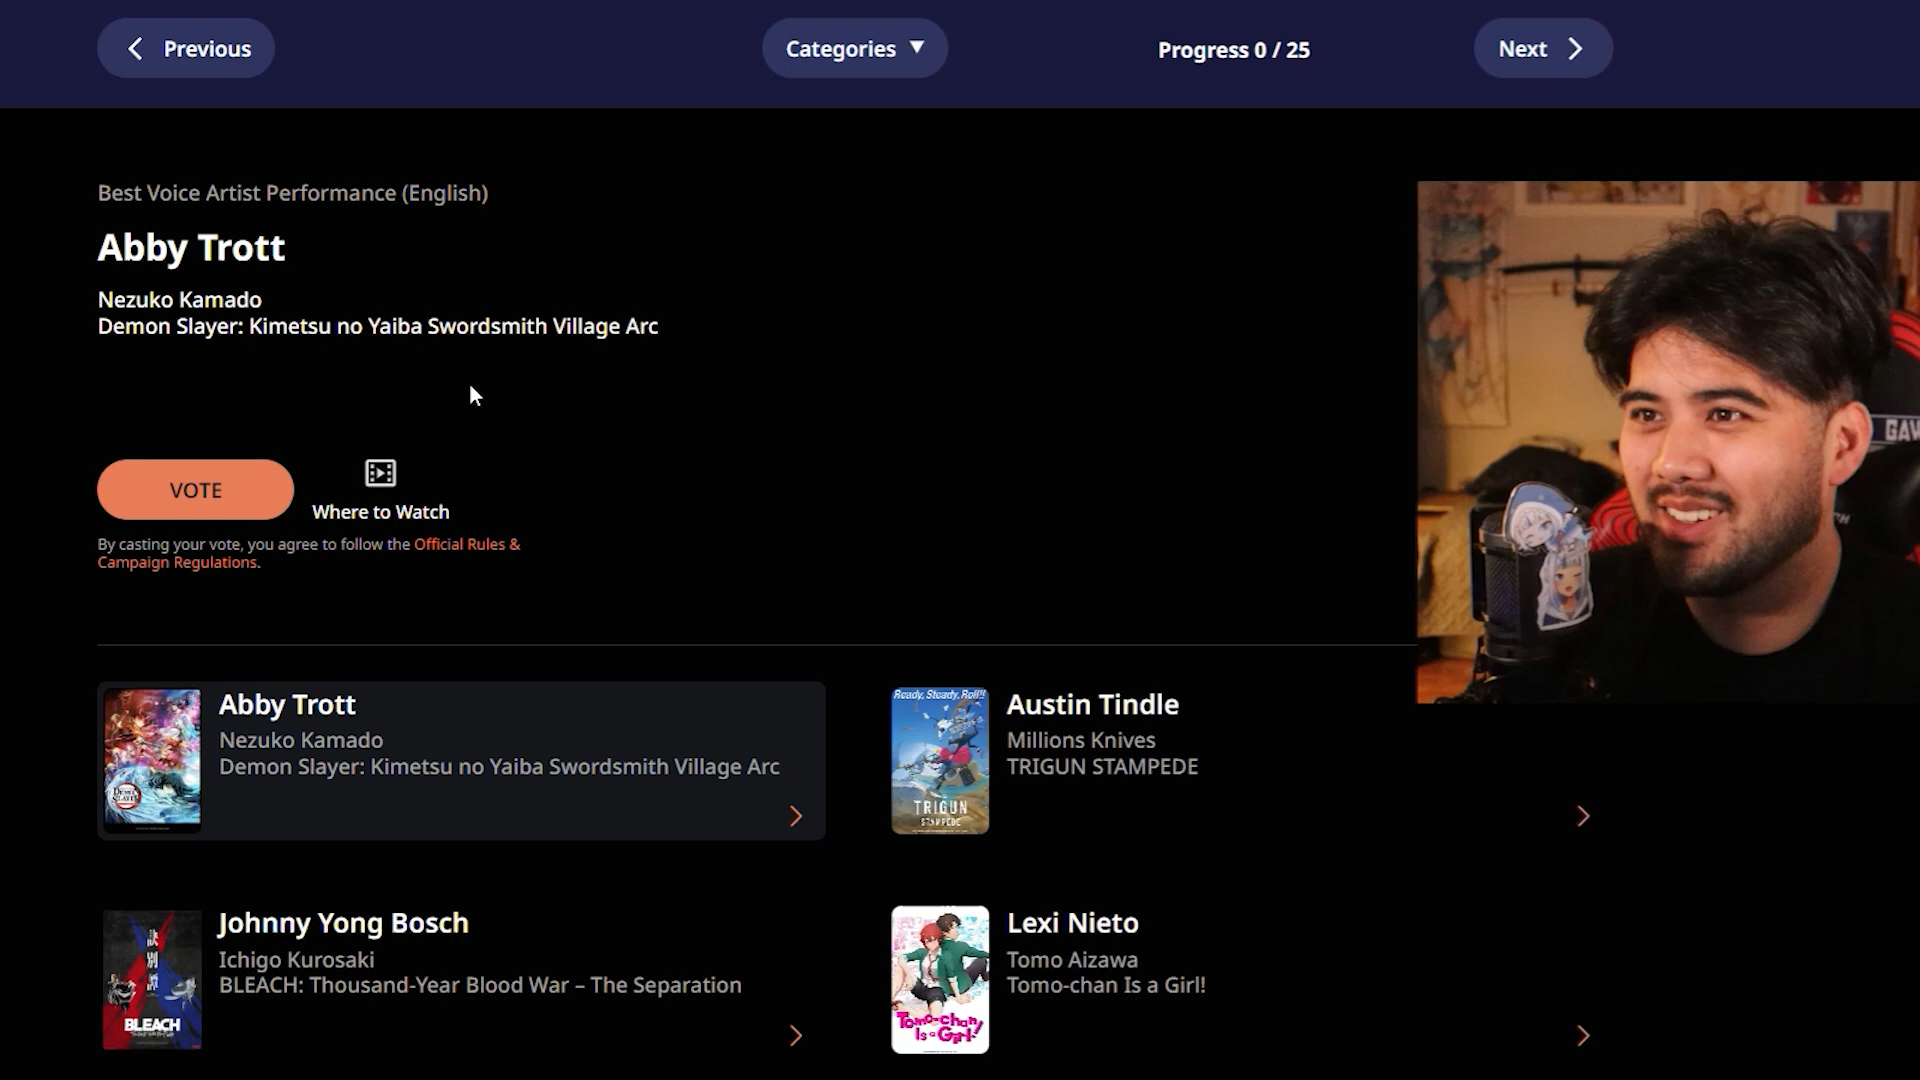 Previous
Categories
Progress 0 / 25
Next
Best Voice Artist Performance (English)
Abby Trott
Nezuko Kamado
Demon Slayer: Kimetsu no Yaiba Swordsmith Village Arc
VOTE
Where to Watch
By casting your vote, you agree to follow the Official Rules &
Campaign Regulations.
Abby Trott
Nezuko Kamado
Demon Slayer: Kimetsu no Yaiba Swordsmith Village Arc
Ready, Steady, Roll!!
TRIGUN
STAMPEDE
Austin Tindle
Millions Knives
TRIGUN STAMPEDE
BLEACH
Johnny Yong Bosch
Ichigo Kurosaki
BLEACH: Thousand-Year Blood War – The Separation
Tomo-chan
Is a Girl!
Lexi Nieto
Tomo Aizawa
Tomo-chan Is a Girl!